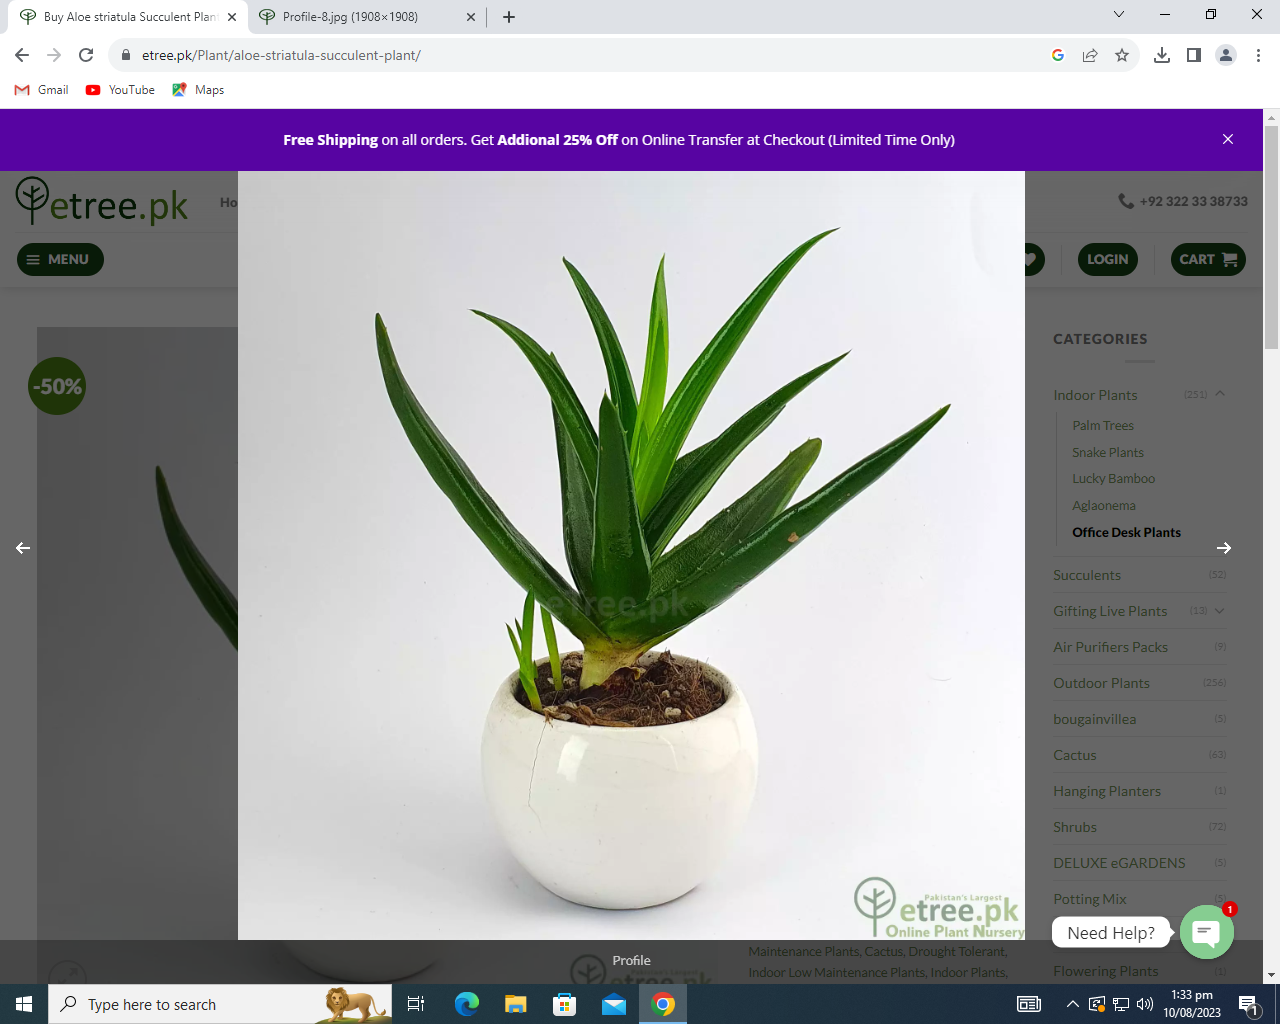 Buy Aloe striatula Succulent Plant
Profile-8.jpg (1908×1908)
etree.pk/Plant/aloe-striatula-succulent-plant/
Gmail
YouTube
Maps
Free Shipping on all orders. Get Addional 25% Off on Online Transfer at Checkout (Limited Time Only)
etree.pk
Ho
+92 322 33 38733
MENU
LOGIN
CART
-50%
CATEGORIES
Indoor Plants (251)
Palm Trees
Snake Plants
Lucky Bamboo
Aglaonema
Office Desk Plants
Succulents (52)
Gifting Live Plants (13)
Air Purifiers Packs (9)
Outdoor Plants (256)
bougainvillea (5)
Cactus (63)
Hanging Planters (1)
Shrubs (72)
DELUXE eGARDENS (5)
Potting Mix (5)
Flowering Plants (1)
etree.pk
Pakistan's Largest
etree.pk
Online Plant Nursery
Need Help?
1
Maintenance Plants, Cactus, Drought Tolerant,
Indoor Low Maintenance Plants, Indoor Plants,
Profile
Type here to search
1:33 pm
10/08/2023
1